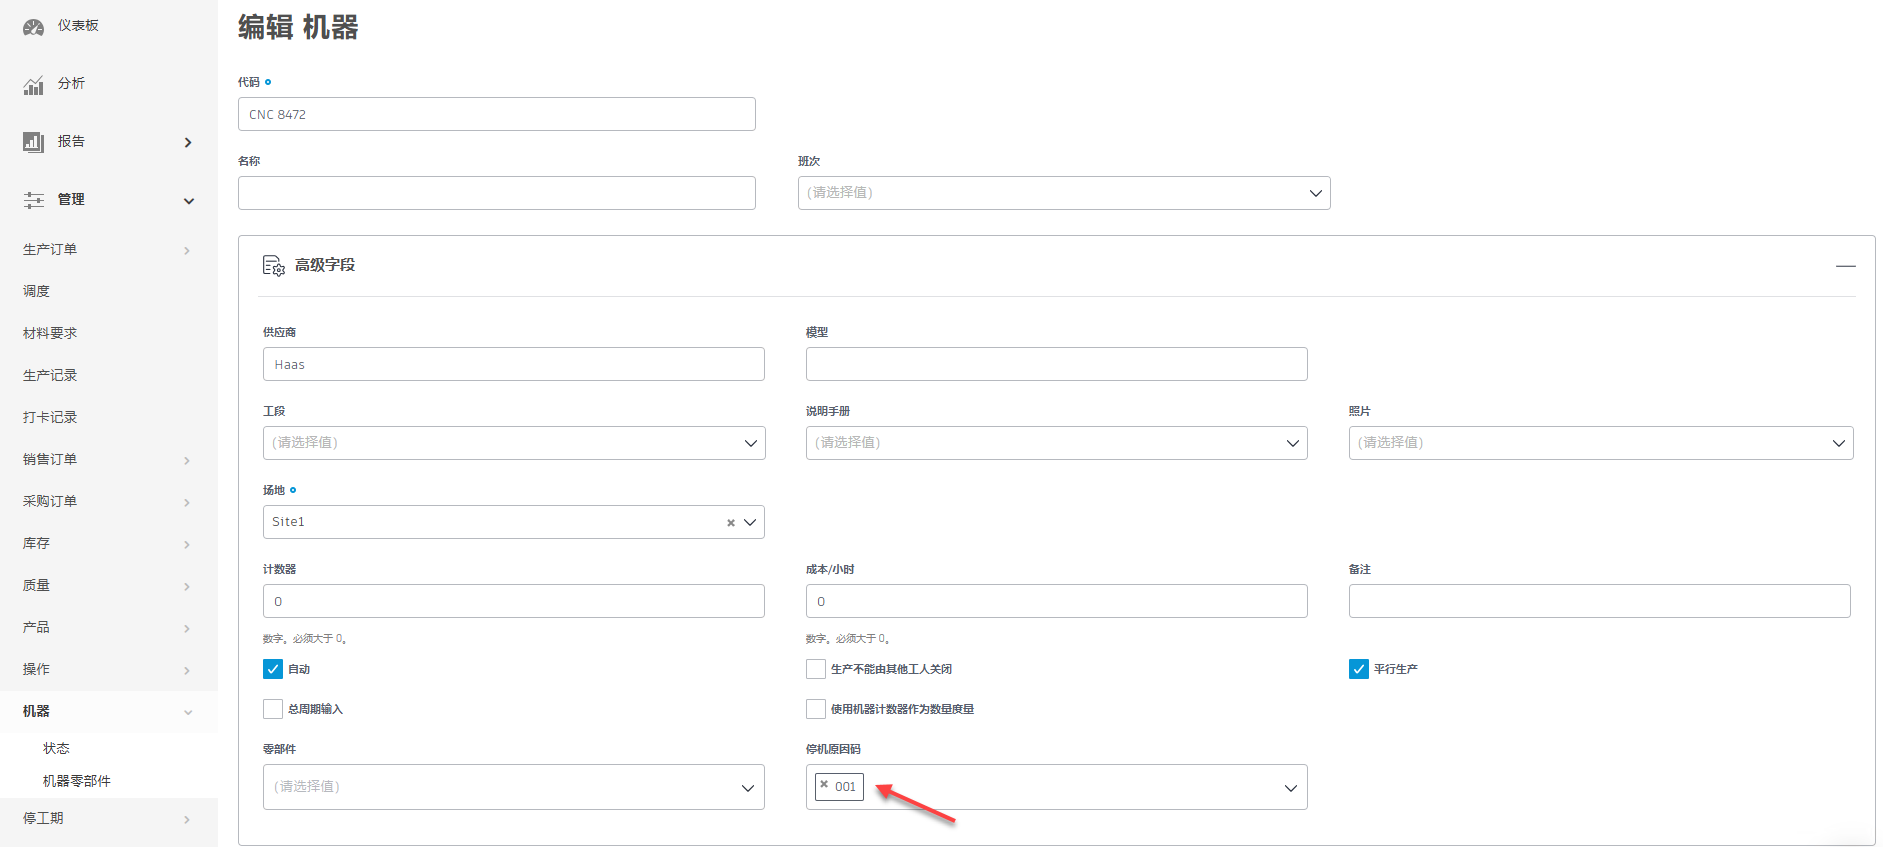 仪表板
分析
报告
管理
生产订单
调度
材料要求
生产记录
打卡记录
销售订单
采购订单
库存
质量
产品
操作
机器
状态
机器零部件
停工期
编辑 机器
代码
CNC 8472
名称
班次
(请选择值)
高级字段
供应商
模型
Haas
工段
说明手册
照片
(请选择值)
(请选择值)
(请选择值)
场地
Site1
计数器
成本/小时
备注
0
0
数字。必须大于 0。
数字。必须大于 0。
自动
生产不能由其他工人关闭
平行生产
总周期输入
使用机器计数器作为数量度量
零部件
停机原因码
(请选择值)
001